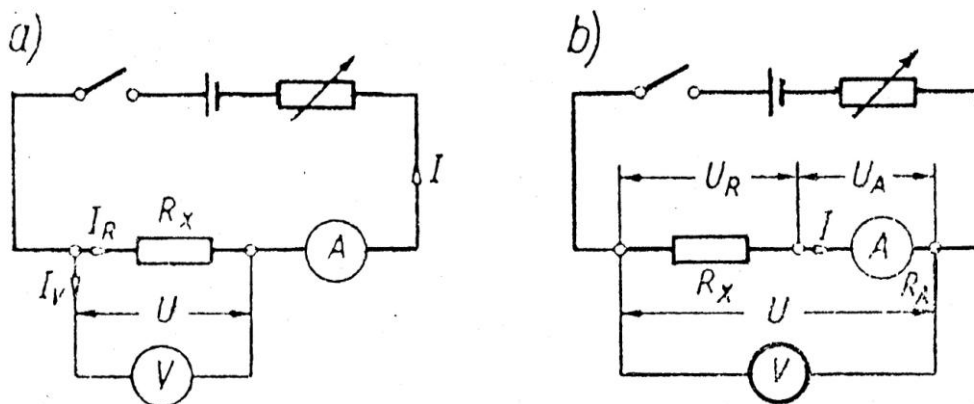 a)
I
I_R
R_x
A
I_V
U
V
b)
U_R
U_A
I
A
R_x
R_A
U
V